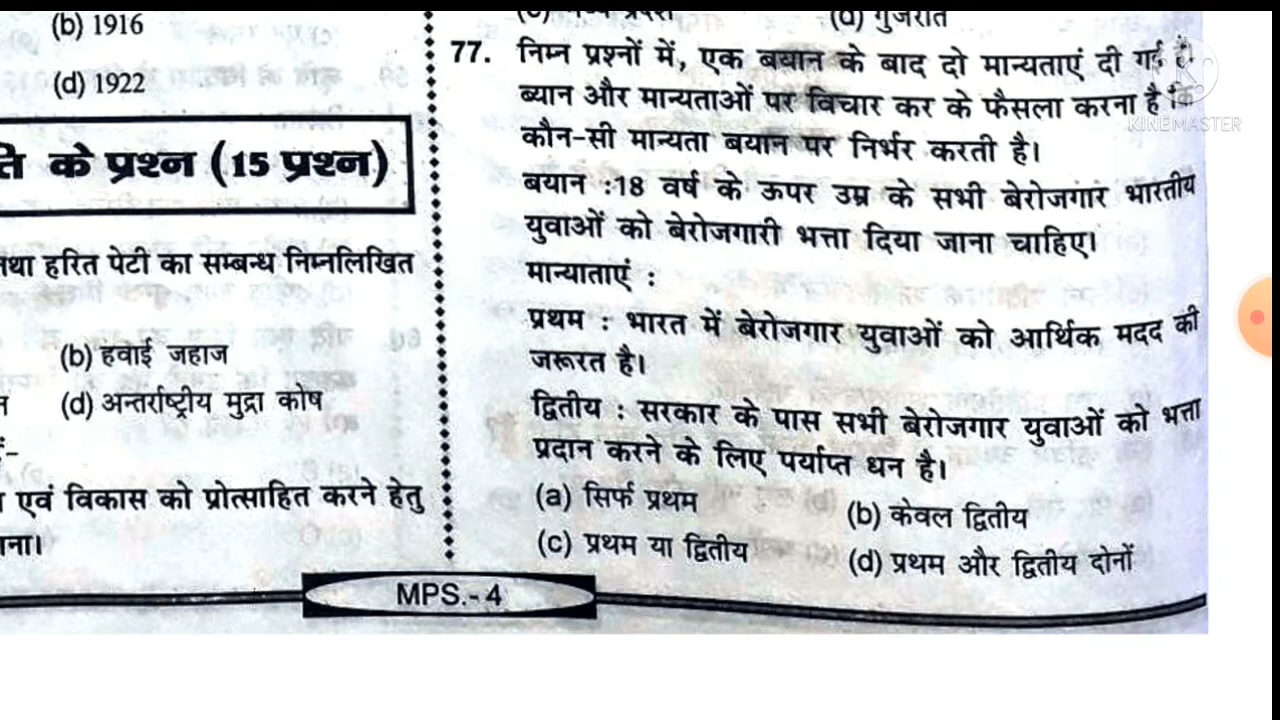 (b) 1916
(d) 1922
के प्रश्न (15 प्रश्न)
तथा हरित पेटी का सम्बन्ध निम्नलिखित
(b) हवाई जहाज
(d) अन्तर्राष्ट्रीय मुद्रा कोष
एवं विकास को प्रोत्साहित करने हेतु
(d) गुजरात
77. निम्न प्रश्नों में, एक बयान के बाद दो मान्यताएं दी गई है
ब्यान और मान्यताओं पर विचार कर के फैसला करना है कि
कौन-सी मान्यता बयान पर निर्भर करती है।
बयान :18 वर्ष के ऊपर उम्र के सभी बेरोजगार भारतीय
युवाओं को बेरोजगारी भत्ता दिया जाना चाहिए।
मान्याताएं :
प्रथम : भारत में बेरोजगार युवाओं को आर्थिक मदद की
जरूरत है।
द्वितीय : सरकार के पास सभी बेरोजगार युवाओं को भत्ता
प्रदान करने के लिए पर्याप्त धन है।
(a) सिर्फ प्रथम
(b) केवल द्वितीय
(c) प्रथम या द्वितीय
(d) प्रथम और द्वितीय दोनों
MPS.- 4
KINEMASTER